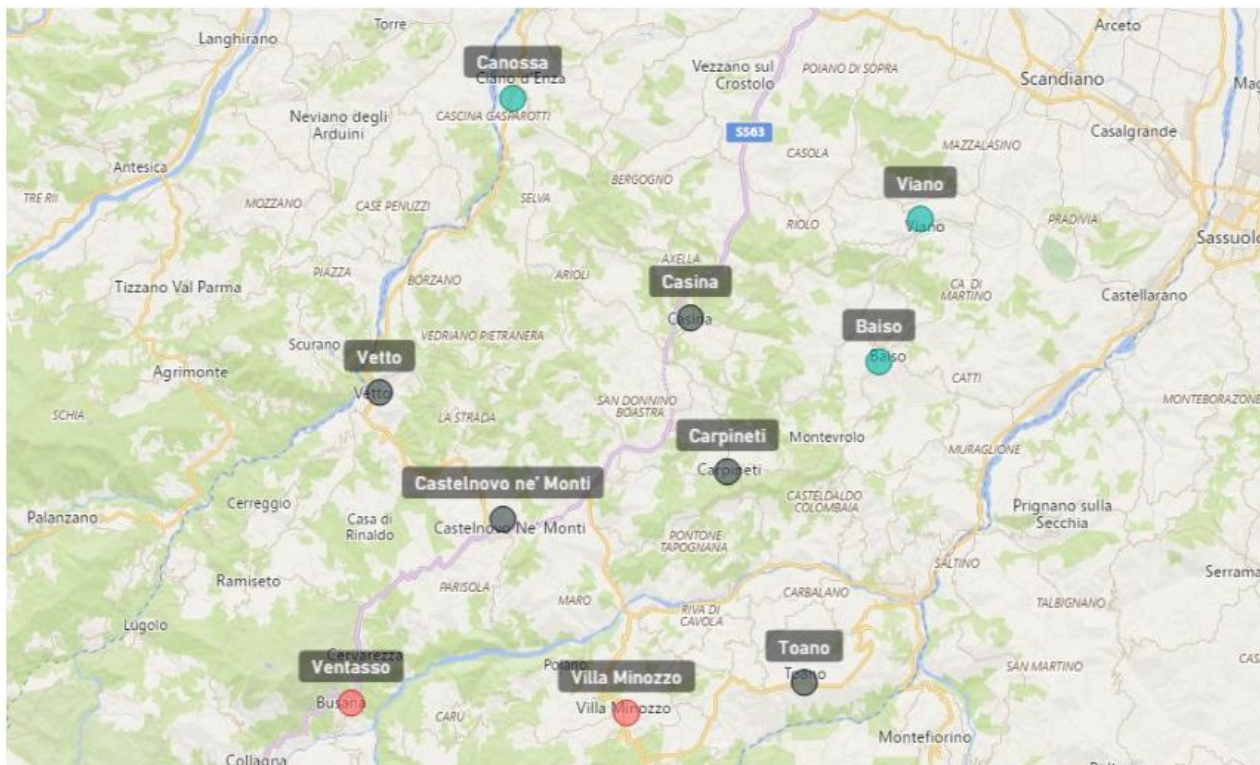 Torre
Arceto
Langhirano
Canossa
Ciano d'Enza
Vezzano sul
Crostolo
POIANO DI SOPRA
Scandiano
Neviano degli
Arduini
CASCINA GASPAROTTI
SS63
Casalgrande
Antesica
CASOLA
MAZZALASINO
TRE RII
MOZZANO
CASE PENUZZI
SELVA
BERGOGNO
Viano
Viano
RIOLO
PRADIVIA
Sassuolo
PIAZZA
BORZANO
ARIOLI
AXELLA
Tizzano Val Parma
Casina
Casina
CA' DI
MARTINO
Castellarano
Scurano
VEDRIANO PIETRANERA
Baiso
Baiso
Vetto
Vetto
Agrimonte
CATTI
SCHIA
LA STRADA
SAN DONNINO
BOASTRA
MONTEBORAZONE
Carpineti
Carpineti
Montevrolo
MURAGLIONE
Castelnovo ne' Monti
Castelnovo Ne' Monti
Cerreggio
Palanzano
Casa di
Rinaldo
CASTELDALDO
COLOMBAIA
Prignano sulla
Secchia
PONTONE
TAPOGNANA
Ramiseto
PARISOLA
MARO
SALTINO
CARBALANO
TALBIGNANO
RIVA DI
CAVOLA
Lugolo
Cervarezza
Ventasso
Busana
Poiano
Villa Minozzo
Villa Minozzo
Toano
Toano
SAN MARTINO
CARÙ
Montefiorino
Collagna